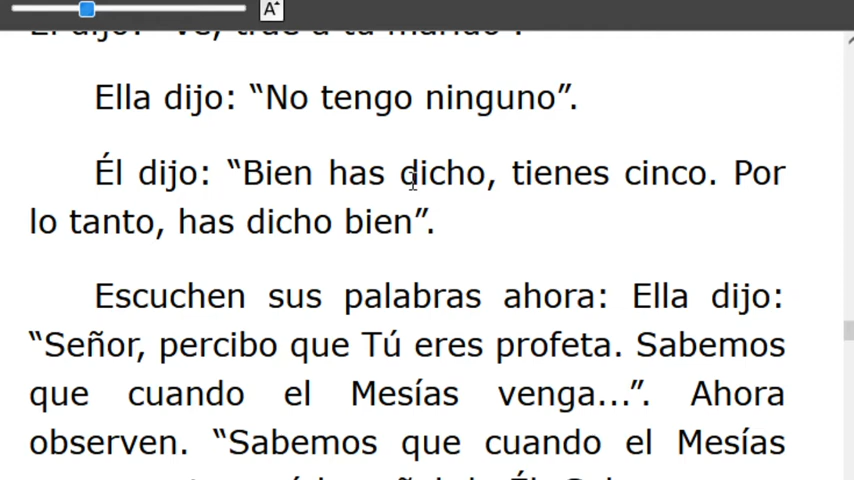 A
Ella dijo: “No tengo ninguno”.
Él dijo: “Bien has dicho, tienes cinco. Por
lo tanto, has dicho bien”.
Escuchen sus palabras ahora: Ella dijo:
“Señor, percibo que Tú eres profeta. Sabemos
que cuando el Mesías venga...”. Ahora
observen. “Sabemos que cuando el Mesías